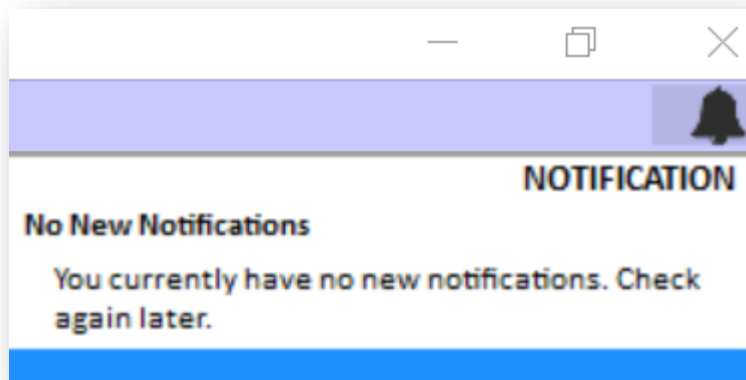 NOTIFICATION
No New Notifications
You currently have no new notifications. Check
again later.